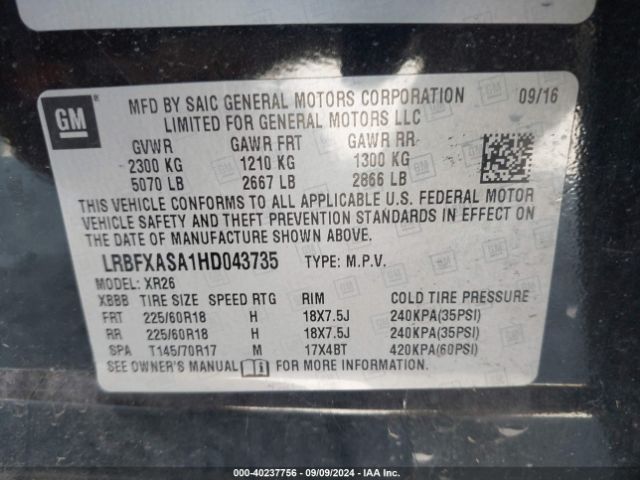 GM
MFD BY SAIC GENERAL MOTORS CORPORATION 09/16
LIMITED FOR GENERAL MOTORS LLC
GVWR GAWR FRT GAWR RR
2300 KG 1210 KG 1300 KG
5070 LB 2667 LB 2866 LB
THIS VEHICLE CONFORMS TO ALL APPLICABLE U.S. FEDERAL MOTOR
VEHICLE SAFETY AND THEFT PREVENTION STANDARDS IN EFFECT ON
THE DATE OF MANUFACTURE SHOWN ABOVE.
LRBFXASA1HD043735 TYPE: M.P.V.
MODEL: XR26
XBBB TIRE SIZE SPEED RTG RIM COLD TIRE PRESSURE
FRT 225/60R18 H 18X7.5J 240KPA(35PSI)
RR 225/60R18 H 18X7.5J 240KPA(35PSI)
SPA T145/70R17 M 17X4BT 420KPA(60PSI)
SEE OWNER'S MANUAL FOR MORE INFORMATION.
000-40237756 - 09/09/2024 - IAA Inc.